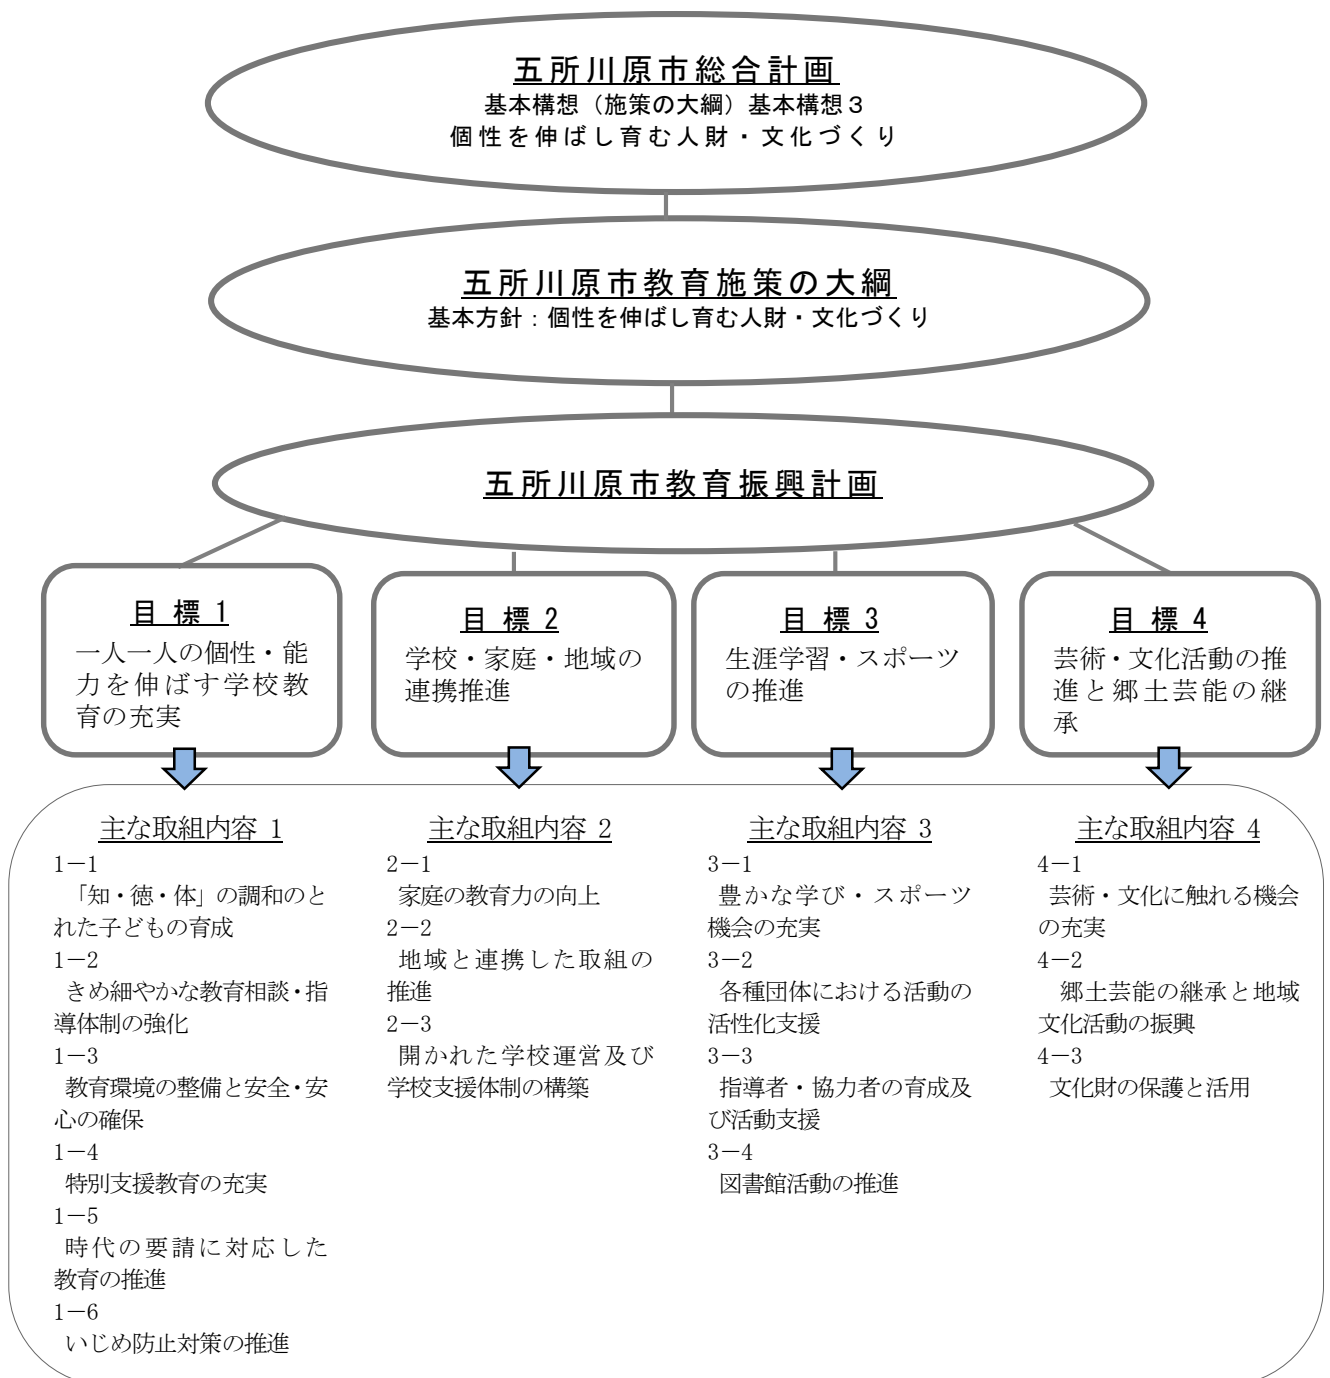 五所川原市総合計画
基本構想（施策の大綱）基本構想３
個性を伸ばし育む人財・文化づくり
五所川原市教育施策の大綱
基本方針：個性を伸ばし育む人財・文化づくり
五所川原市教育振興計画
目 標 1
一人一人の個性・能
力を伸ばす学校教
育の充実
目 標 2
学校・家庭・地域の
連携推進
目 標 3
生涯学習・スポーツ
の推進
目 標 4
芸術・文化活動の推
進と郷土芸能の継
承
主な取組内容 1
1－1
「知・徳・体」の調和のと
れた子どもの育成
1－2
きめ細やかな教育相談・指
導体制の強化
1－3
教育環境の整備と安全・安
心の確保
1－4
特別支援教育の充実
1－5
時代の要請に対応した
教育の推進
1－6
いじめ防止対策の推進
主な取組内容 2
2－1
家庭の教育力の向上
2－2
地域と連携した取組の
推進
2－3
開かれた学校運営及び
学校支援体制の構築
主な取組内容 3
3－1
豊かな学び・スポーツ
機会の充実
3－2
各種団体における活動の
活性化支援
3－3
指導者・協力者の育成及
び活動支援
3－4
図書館活動の推進
主な取組内容 4
4－1
芸術・文化に触れる機会
の充実
4－2
郷土芸能の継承と地域
文化活動の振興
4－3
文化財の保護と活用